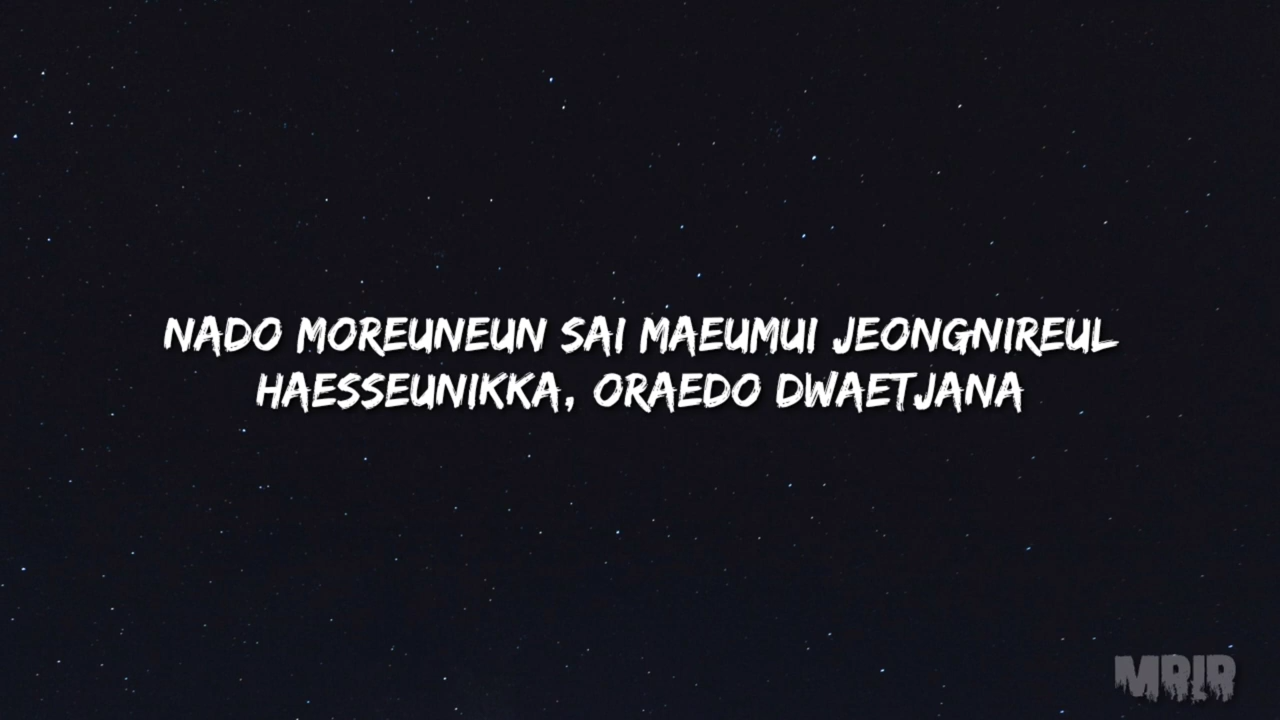 NADO MOREUNEUN SAI MAEUMUI JEONGNIREUL
HAESSEUNIKKA, ORAEDO DWAETJANA
MRLR